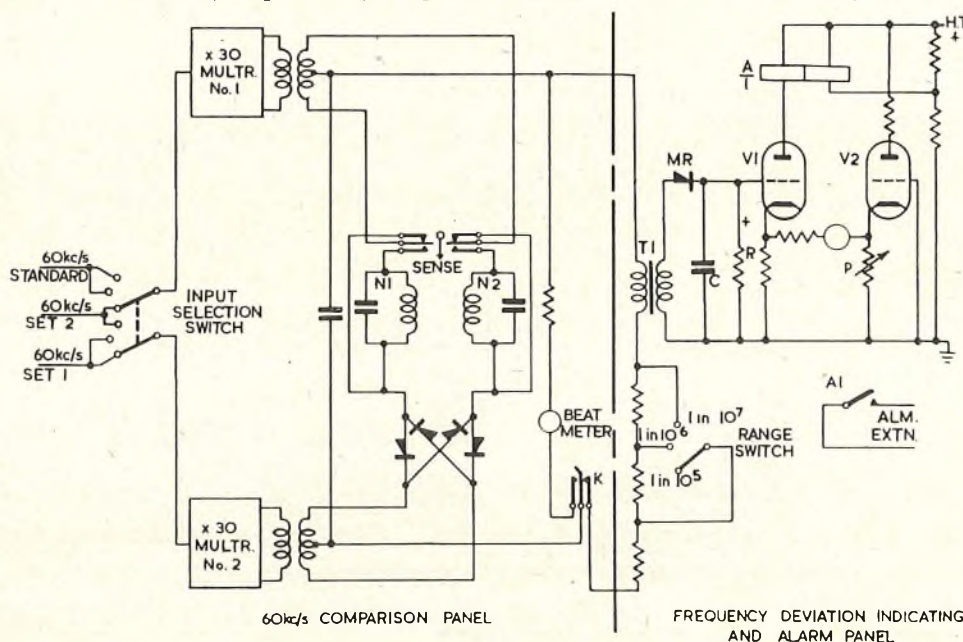 x 30
MULTR.
No. 1
60kc/s
STANDARD
60kc/s
SET 2
60kc/s
SET 1
INPUT
SELECTION
SWITCH
SENSE
N1
N2
x 30
MULTR.
No. 2
BEAT
METER
K
T1
MR
C
+
R
V1
V2
P
A
1
H.T.
+
1 in 10⁷
1 in 10⁶
1 in 10⁵
RANGE
SWITCH
A1
ALM.
EXTN.
60kc/s COMPARISON PANEL
FREQUENCY DEVIATION INDICATING
AND ALARM PANEL